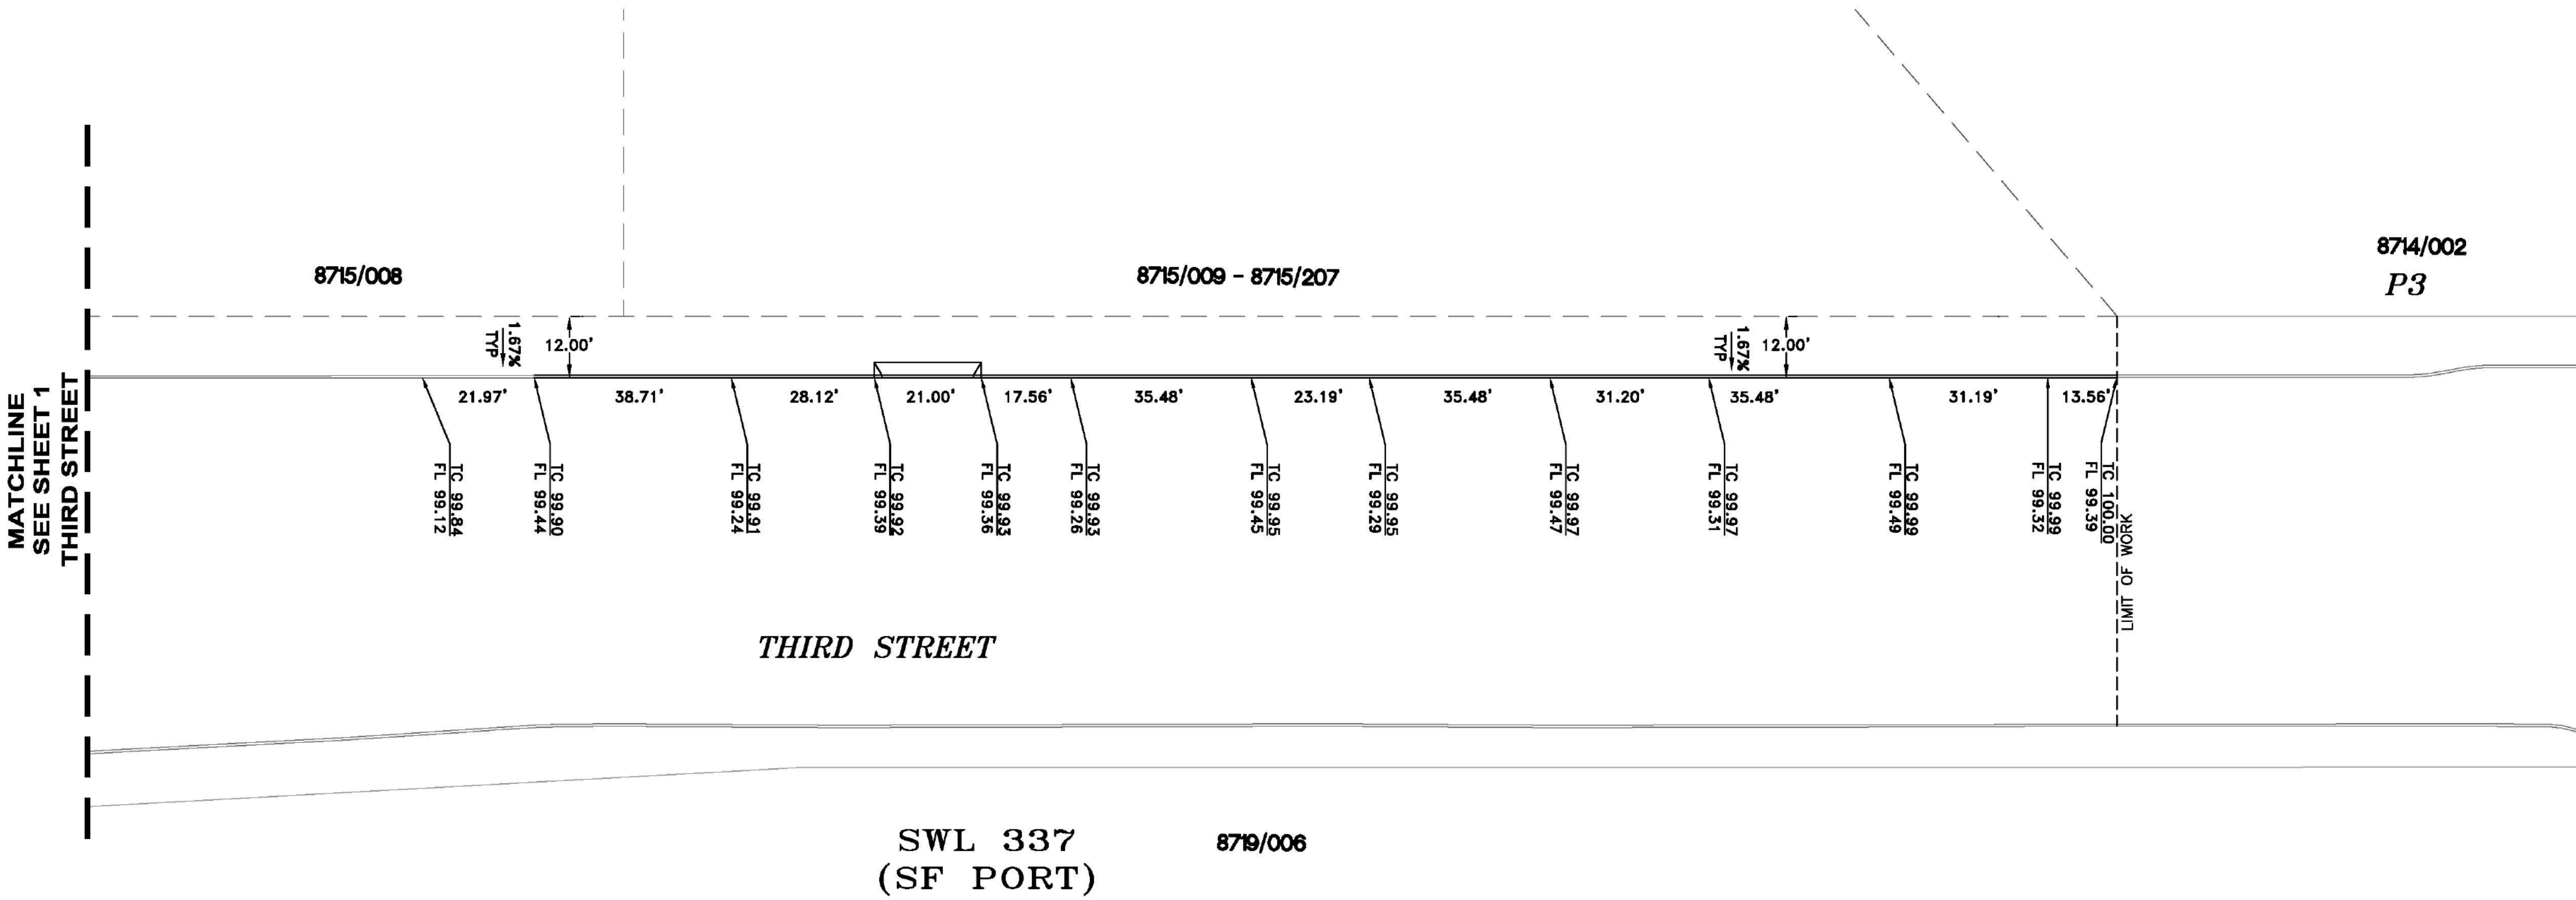 8714/002
P3
8715/008
8715/009 - 8715/207
1.67%
TYP
12.00'
1.67%
TYP
12.00'
MATCHLINE
SEE SHEET 1
THIRD STREET
21.97'
38.71'
28.12'
21.00'
17.56'
35.48'
23.19'
35.48'
31.20'
35.48'
31.19'
13.56'
TC 99.84
FL 99.12
TC 99.90
FL 99.44
TC 99.91
FL 99.24
TC 99.92
FL 99.39
TC 99.93
FL 99.36
TC 99.93
FL 99.26
TC 99.95
FL 99.45
TC 99.95
FL 99.29
TC 99.97
FL 99.47
TC 99.97
FL 99.31
TC 99.99
FL 99.49
TC 99.99
FL 99.32
TC 100.00
FL 99.39
LIMIT OF WORK
THIRD STREET
SWL 337
(SF PORT)
8719/006